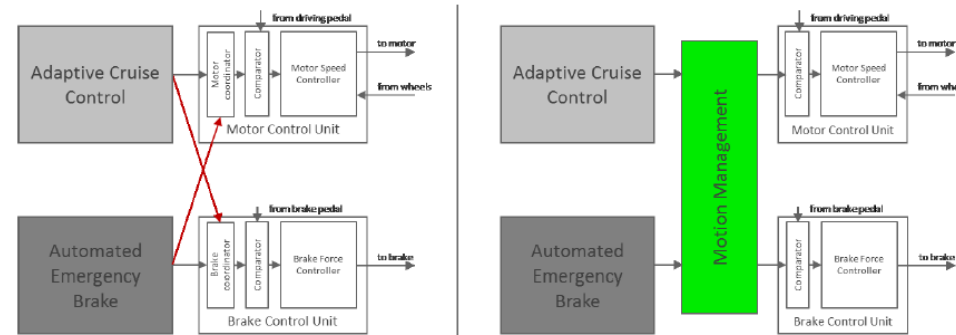 from driving pedal
Adaptive Cruise
Control
Motor
coordinator
Comparator
Motor Speed
Controller
to motor
from wheels
Motor Control Unit
from brake pedal
Automated
Emergency
Brake
Brake
coordinator
Comparator
Brake Force
Controller
to brake
Brake Control Unit
from driving pedal
Adaptive Cruise
Control
Motion Management
Comparator
Motor Speed
Controller
to motor
from whee
Motor Control Unit
from brake pedal
Automated
Emergency
Brake
Comparator
Brake Force
Controller
to brake
Brake Control Unit